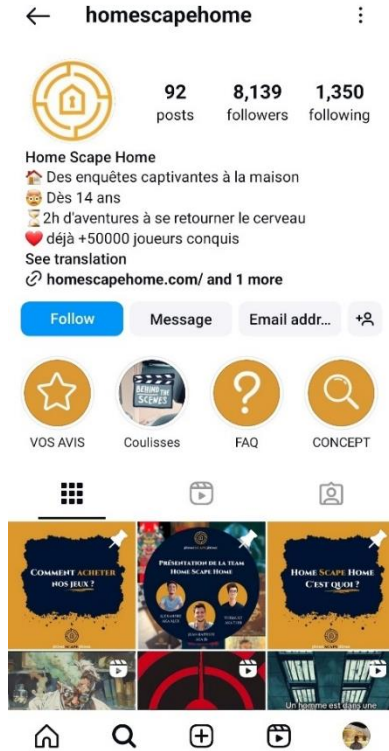 homescapehome
92 8,139 1,350
posts followers following
Home Scape Home
🏠 Des enquêtes captivantes à la maison
🤯 Dès 14 ans
⏳ 2h d'aventures à se retourner le cerveau
❤️ déjà +50000 joueurs conquis
See translation
homescapehome.com/ and 1 more
Follow Message Email addr...
BEHIND THE
SCENES
VOS AVIS Coulisses FAQ CONCEPT
COMMENT ACHETER
NOS JEUX ?
PRÉSENTATION DE LA TEAM
HOME SCAPE HOME
HOME SCAPE HOME
C'EST QUOI ?
Un homme est dans une